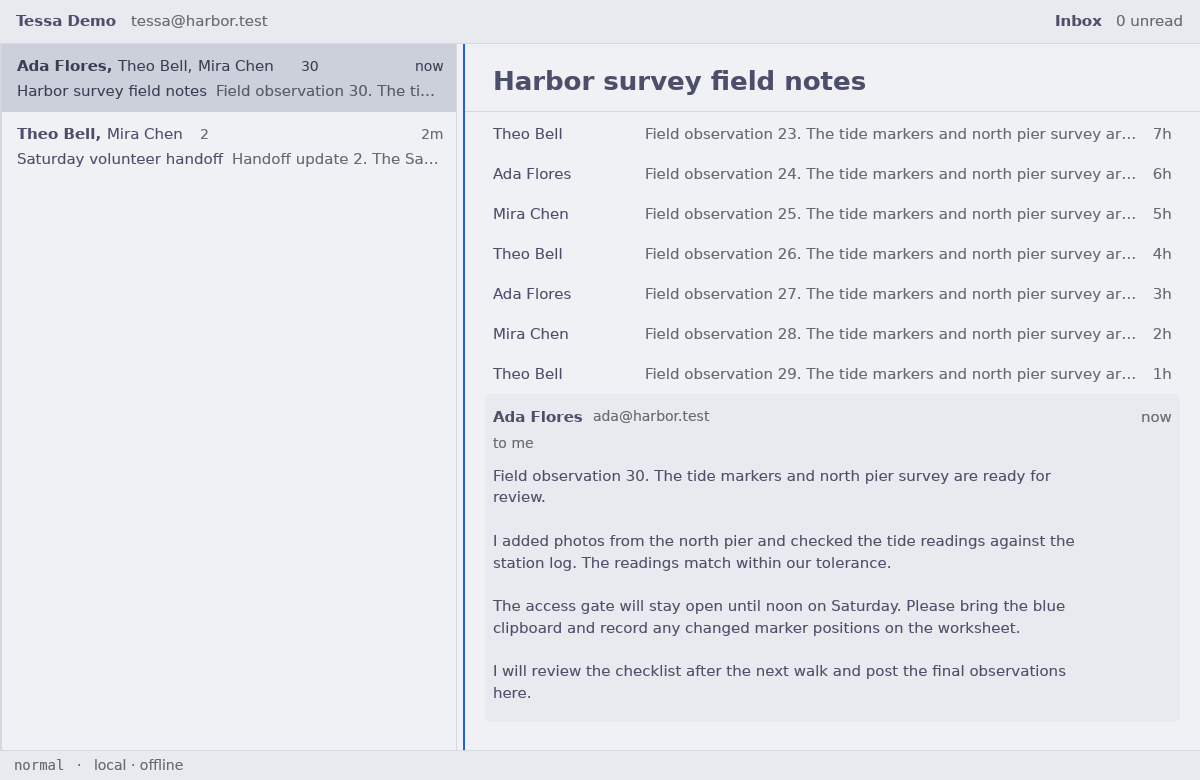 Tessa Demo tessa@harbor.test Inbox 0 unread
Ada Flores, Theo Bell, Mira Chen 30 now
Harbor survey field notes Field observation 30. The ti…
Theo Bell, Mira Chen 2 2m
Saturday volunteer handoff Handoff update 2. The Sa…
Harbor survey field notes
Theo Bell Field observation 23. The tide markers and north pier survey ar… 7h
Ada Flores Field observation 24. The tide markers and north pier survey ar… 6h
Mira Chen Field observation 25. The tide markers and north pier survey ar… 5h
Theo Bell Field observation 26. The tide markers and north pier survey ar… 4h
Ada Flores Field observation 27. The tide markers and north pier survey ar… 3h
Mira Chen Field observation 28. The tide markers and north pier survey ar… 2h
Theo Bell Field observation 29. The tide markers and north pier survey ar… 1h
Ada Flores ada@harbor.test now
to me
Field observation 30. The tide markers and north pier survey are ready for
review.
I added photos from the north pier and checked the tide readings against the
station log. The readings match within our tolerance.
The access gate will stay open until noon on Saturday. Please bring the blue
clipboard and record any changed marker positions on the worksheet.
I will review the checklist after the next walk and post the final observations
here.
normal · local · offline